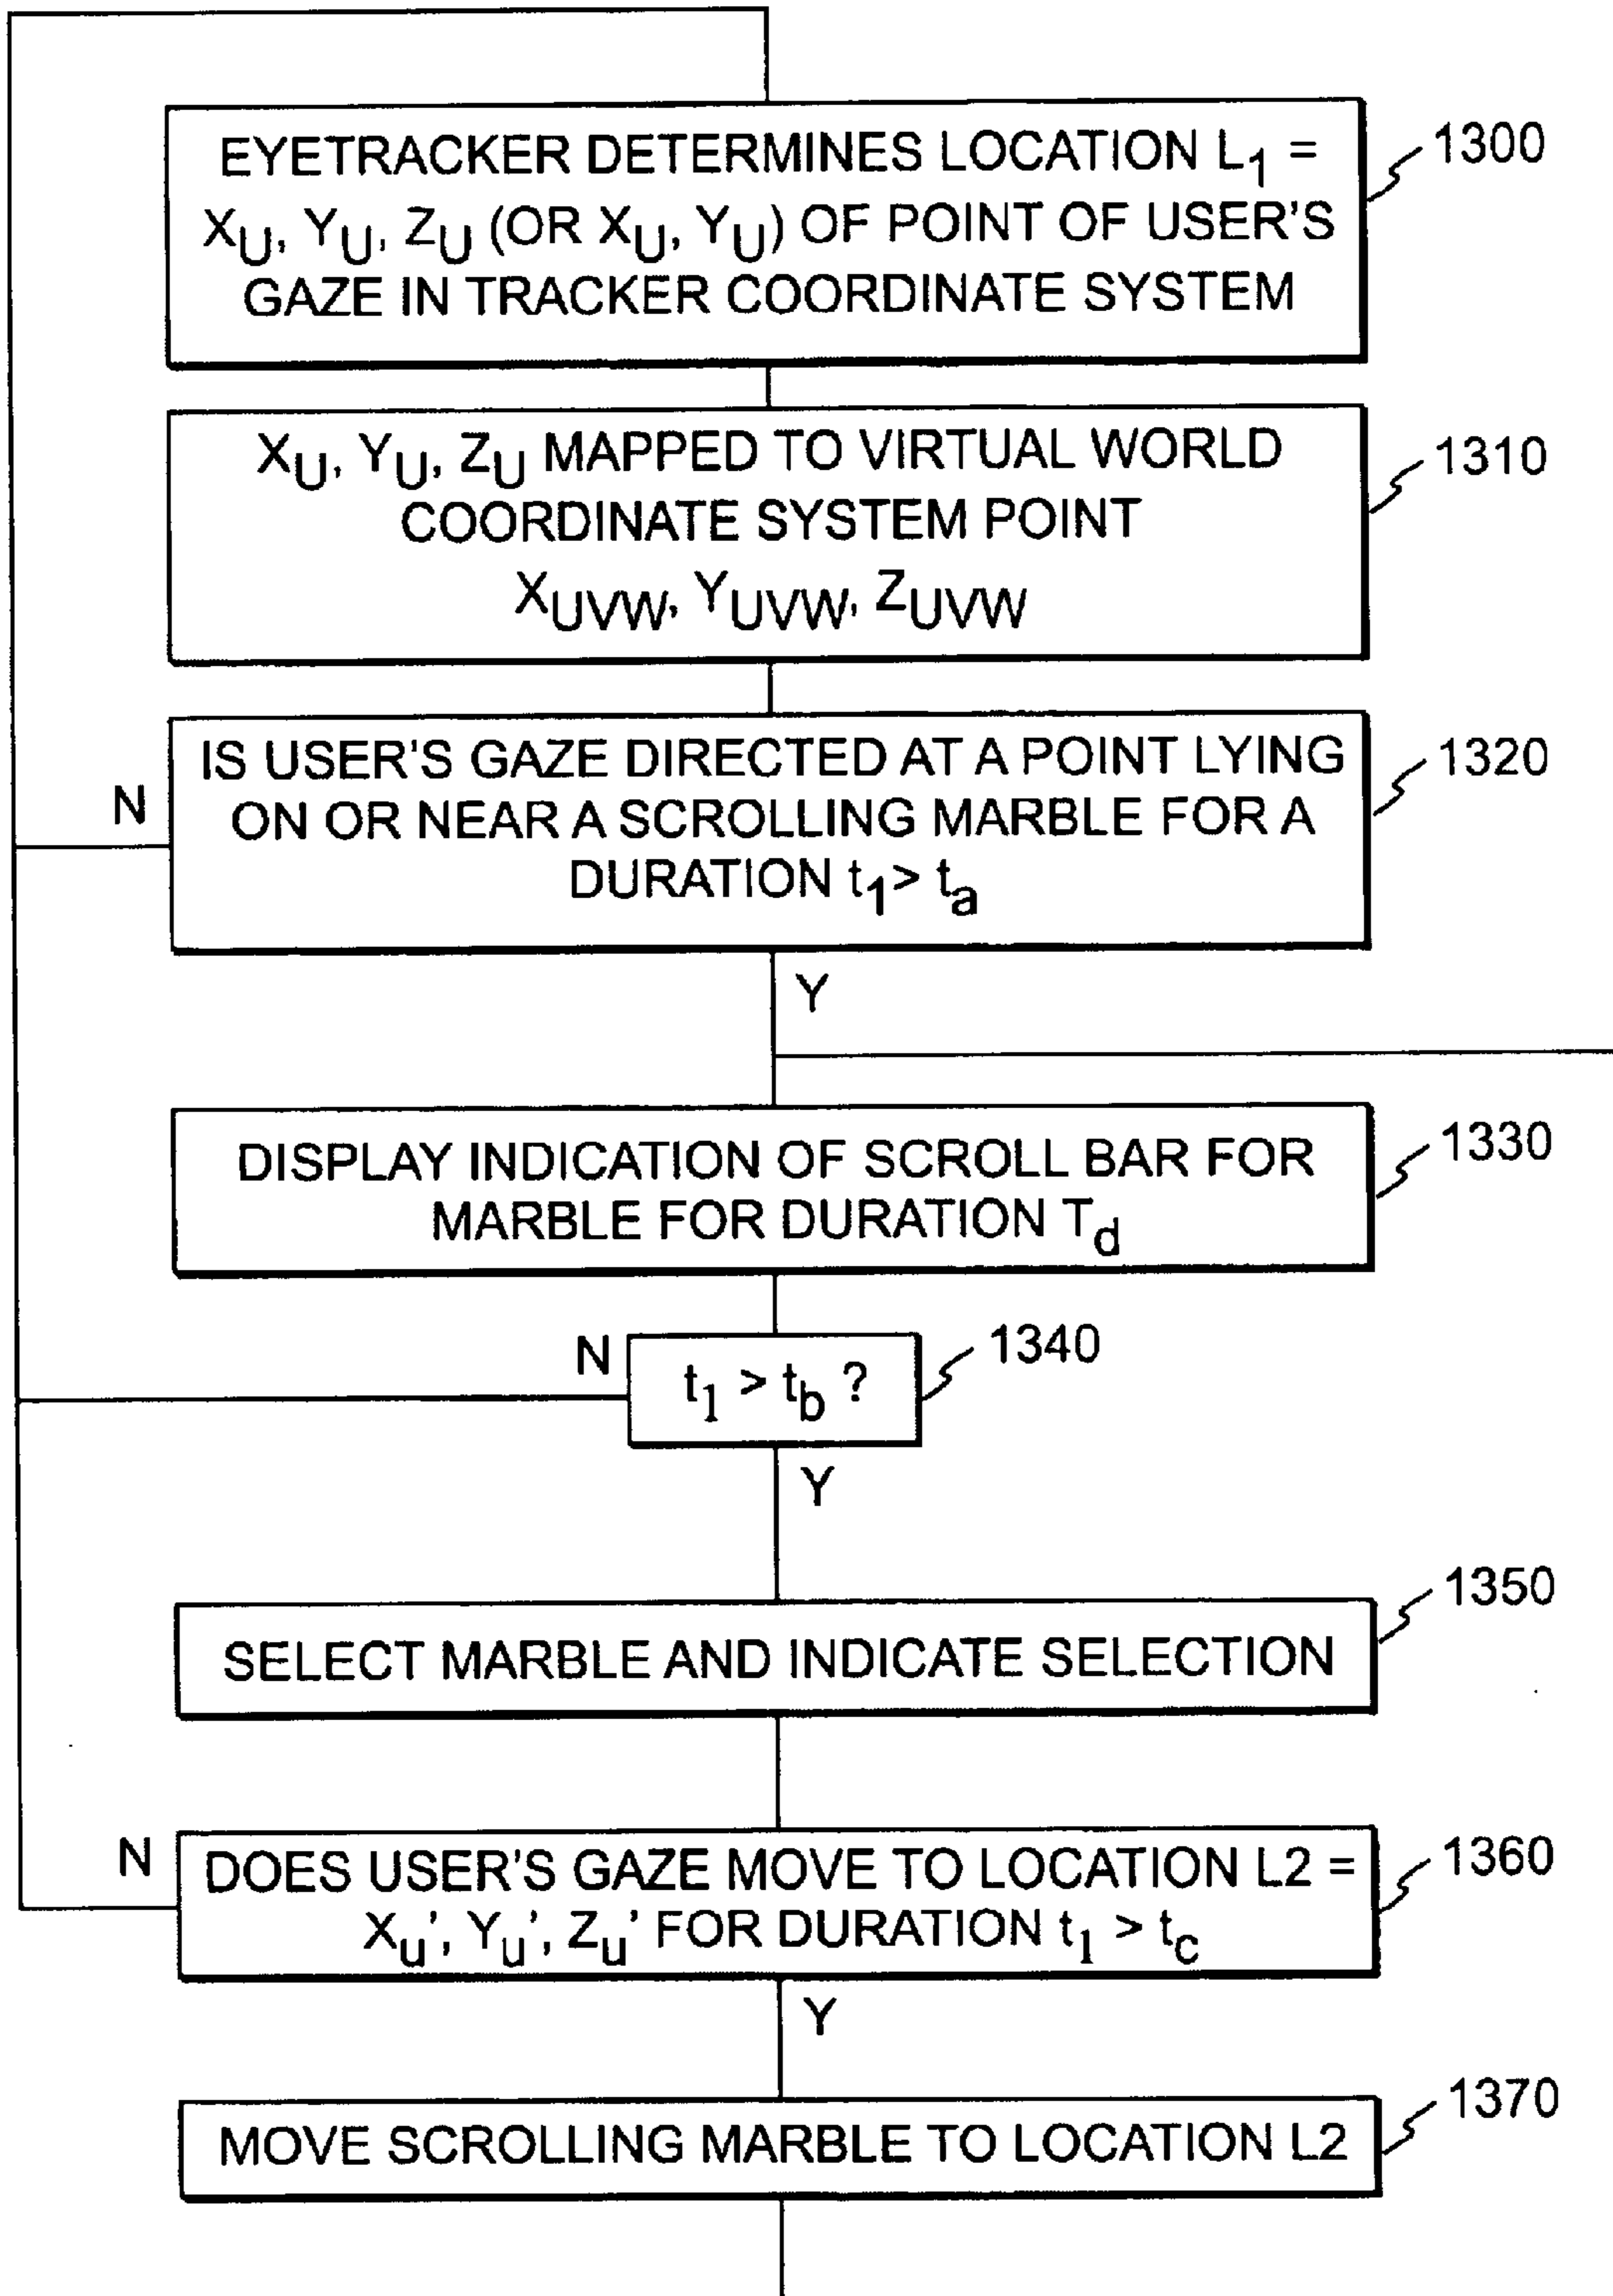 EYETRACKER DETERMINES LOCATION L1 =
XU, YU, ZU (OR XU, YU) OF POINT OF USER'S
GAZE IN TRACKER COORDINATE SYSTEM
1300
XU, YU, ZU MAPPED TO VIRTUAL WORLD
COORDINATE SYSTEM POINT
XUVW, YUVW, ZUVW
1310
IS USER'S GAZE DIRECTED AT A POINT LYING
ON OR NEAR A SCROLLING MARBLE FOR A
DURATION t1 > ta
1320
N
Y
DISPLAY INDICATION OF SCROLL BAR FOR
MARBLE FOR DURATION Td
1330
N
t1 > tb ?
1340
Y
SELECT MARBLE AND INDICATE SELECTION
1350
N
DOES USER'S GAZE MOVE TO LOCATION L2 =
Xu', Yu', Zu' FOR DURATION t1 > tc
1360
Y
MOVE SCROLLING MARBLE TO LOCATION L2
1370